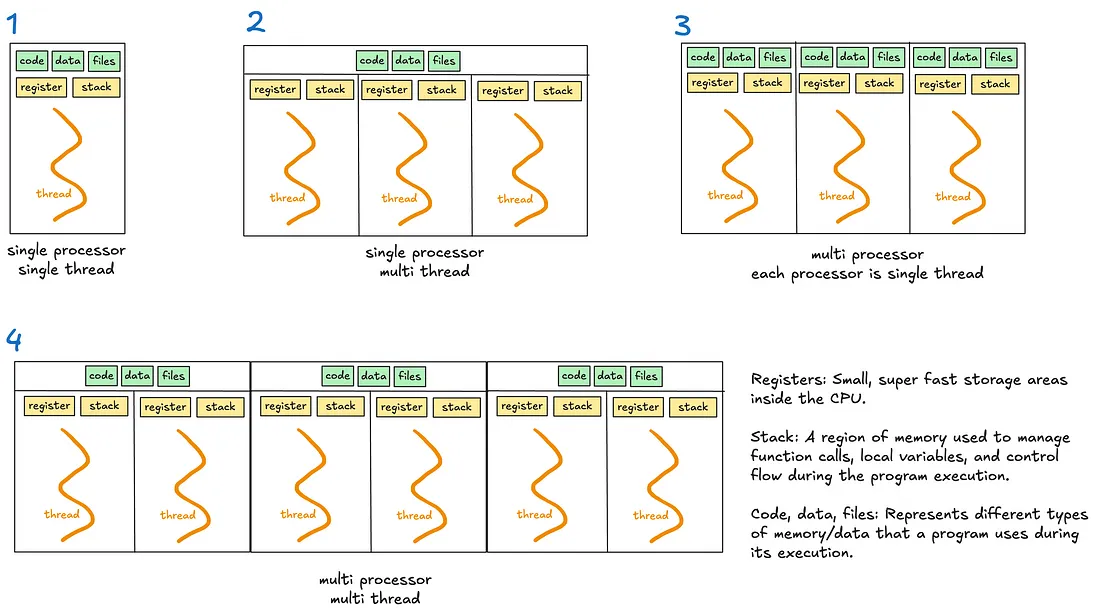 1
code data files
register stack
thread
single processor
single thread
2
code data files
register stack register stack register stack
thread thread thread
single processor
multi thread
3
code data files code data files code data files
register stack register stack register stack
thread thread thread
multi processor
each processor is single thread
4
code data files code data files code data files
register stack register stack register stack register stack register stack register stack
thread thread thread thread thread thread
multi processor
multi thread
Registers: Small, super fast storage areas
inside the CPU.
Stack: A region of memory used to manage
function calls, local variables, and control
flow during the program execution.
Code, data, files: Represents different types
of memory/data that a program uses during
its execution.